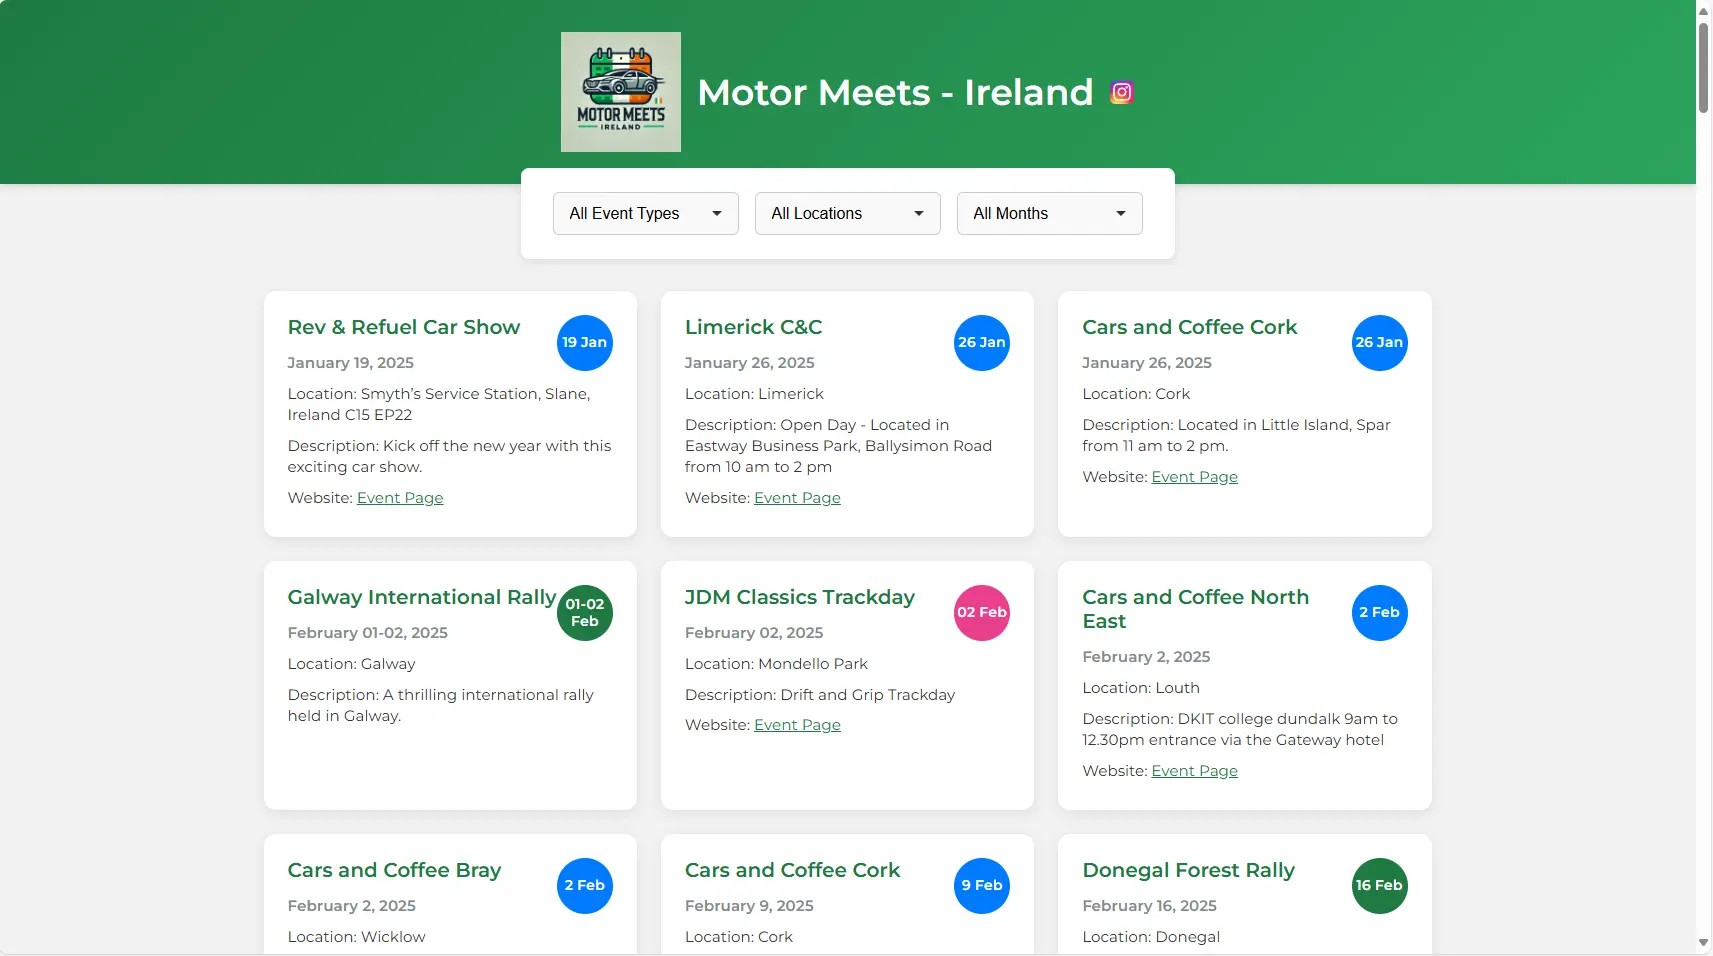 MOTOR MEETS
IRELAND
Motor Meets - Ireland
All Event Types
All Locations
All Months
Rev & Refuel Car Show
19 Jan
January 19, 2025
Location: Smyth’s Service Station, Slane,
Ireland C15 EP22
Description: Kick off the new year with this
exciting car show.
Website: Event Page
Limerick C&C
26 Jan
January 26, 2025
Location: Limerick
Description: Open Day - Located in
Eastway Business Park, Ballysimon Road
from 10 am to 2 pm
Website: Event Page
Cars and Coffee Cork
26 Jan
January 26, 2025
Location: Cork
Description: Located in Little Island, Spar
from 11 am to 2 pm.
Website: Event Page
Galway International Rally
01-02
Feb
February 01-02, 2025
Location: Galway
Description: A thrilling international rally
held in Galway.
JDM Classics Trackday
02 Feb
February 02, 2025
Location: Mondello Park
Description: Drift and Grip Trackday
Website: Event Page
Cars and Coffee North
East
2 Feb
February 2, 2025
Location: Louth
Description: DKIT college dundalk 9am to
12.30pm entrance via the Gateway hotel
Website: Event Page
Cars and Coffee Bray
2 Feb
February 2, 2025
Location: Wicklow
Cars and Coffee Cork
9 Feb
February 9, 2025
Location: Cork
Donegal Forest Rally
16 Feb
February 16, 2025
Location: Donegal